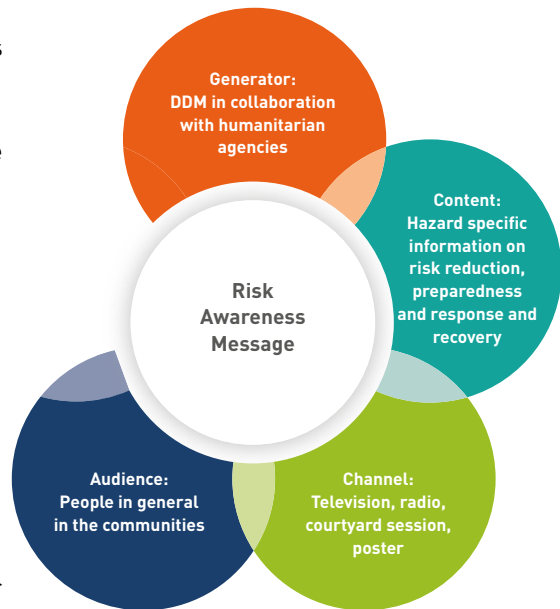 Generator:
DDM in collaboration
with humanitarian
agencies
Content:
Hazard specific
information on
risk reduction,
preparedness
and response and
recovery
Risk
Awareness
Message
Audience:
People in general
in the communities
Channel:
Television, radio,
courtyard session,
poster